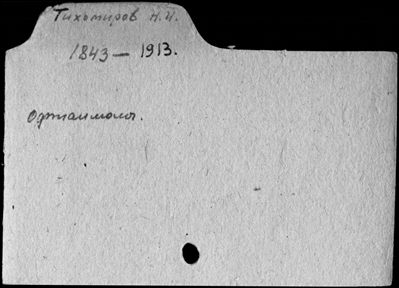 Тихомиров Н.И.
1843 — 1913.
Офтальмолог.